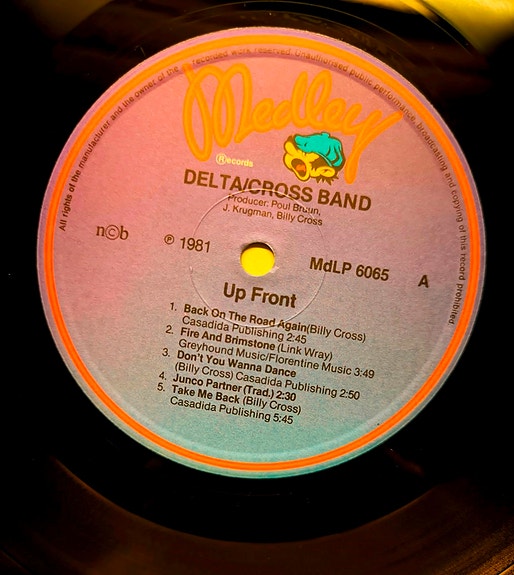 All rights of the manufacturer and the owner of the recorded work reserved. Unauthorised public performance, broadcasting and copying of this record prohibited
Medley
Records
DELTA/CROSS BAND
Producer, Poul Bruun,
J. Krugman, Billy Cross
n©b
℗ 1981
MdLP 6065
A
Up Front
1. Back On The Road Again(Billy Cross)
Casadida Publishing 2:45
2. Fire And Brimstone (Link Wray)
Greyhound Music/Florentine Music 3:49
3. Don't You Wanna Dance
(Billy Cross) Casadida Publishing 2:50
4. Junco Partner (Trad.) 2:30
5. Take Me Back (Billy Cross)
Casadida Publishing 5:45